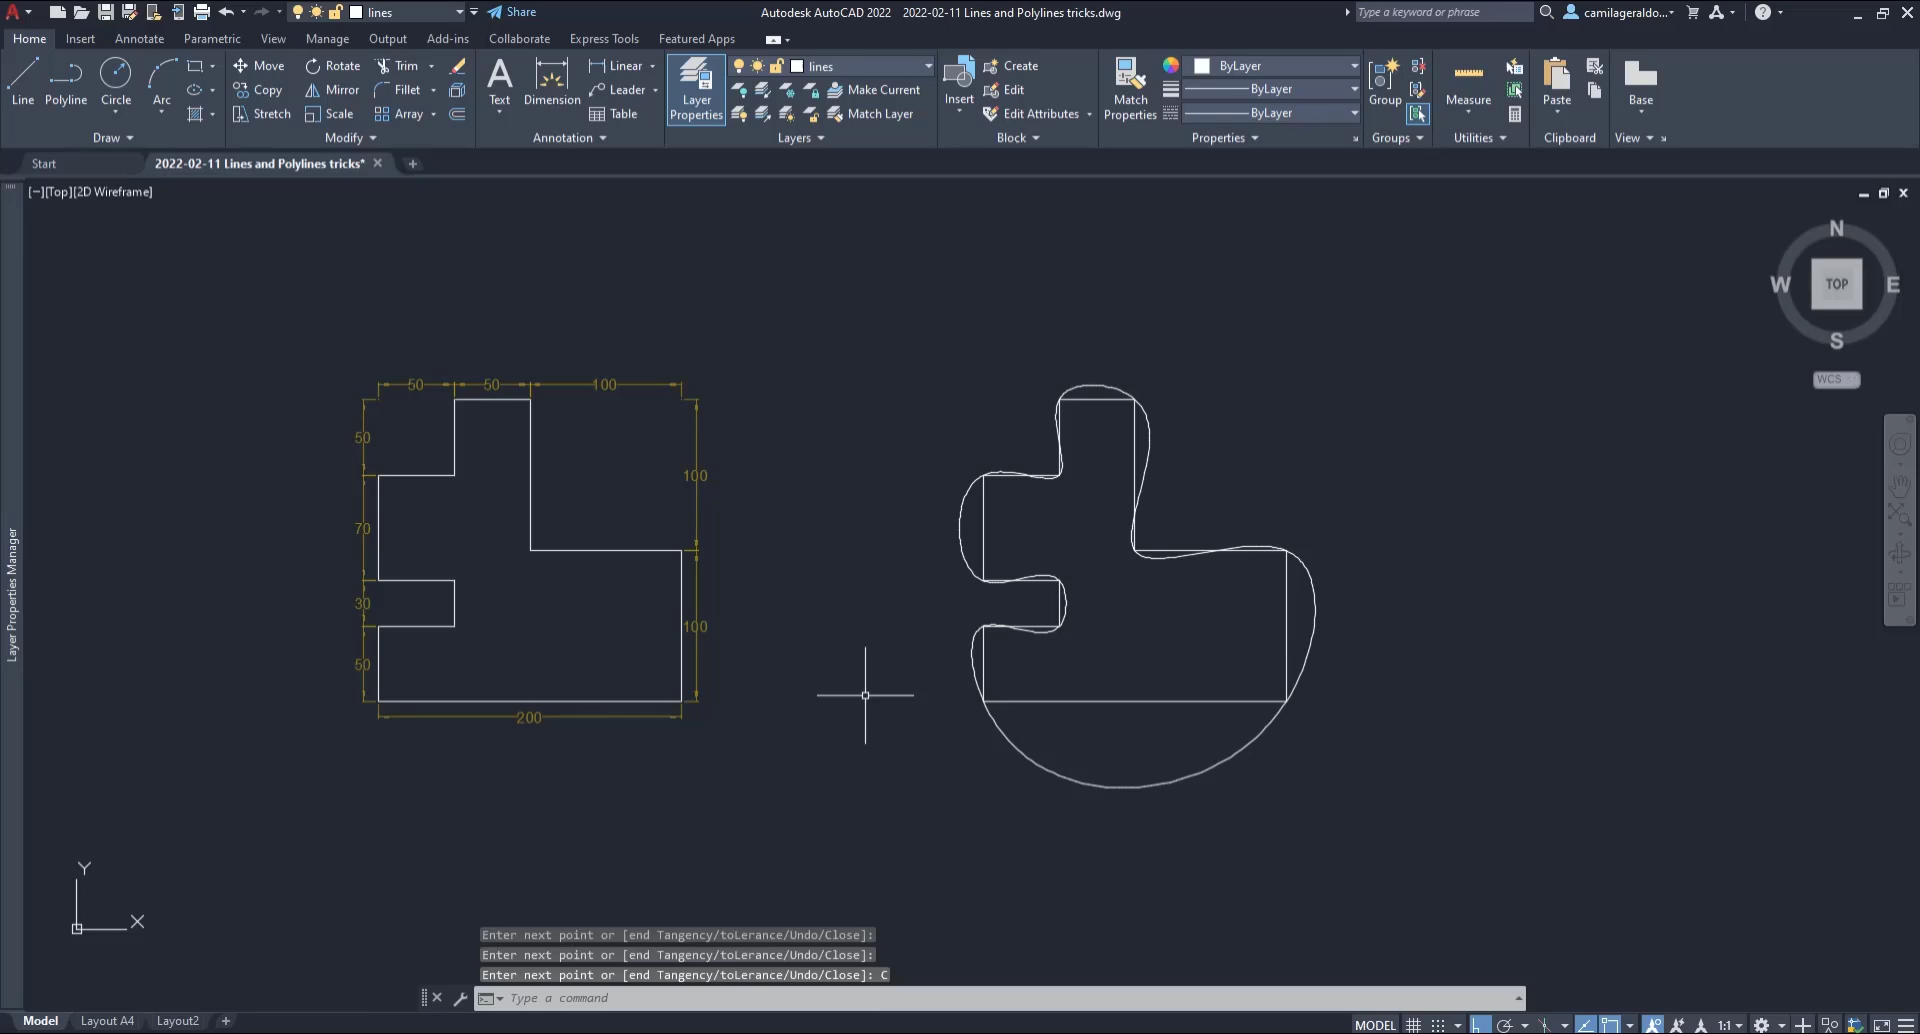 lines
Share
Autodesk AutoCAD 2022 2022-02-11 Lines and Polylines tricks.dwg
Type a keyword or phrase
camilageraldo...
Home Insert Annotate Parametric View Manage Output Add-ins Collaborate Express Tools Featured Apps
Line
Polyline
Circle
Arc
Draw
Move Rotate Trim
Copy Mirror Fillet
Stretch Scale Array
Modify
Text
Dimension
Linear
Leader
Table
Annotation
Layer Properties
lines
Make Current
Match Layer
Layers
Insert
Create
Edit
Edit Attributes
Block
Match Properties
ByLayer
ByLayer
ByLayer
Properties
Group
Groups
Measure
Utilities
Paste
Clipboard
Base
View
Start
2022-02-11 Lines and Polylines tricks*
[−][Top][2D Wireframe]
N
W TOP E
S
WCS
50 50 100
50
100
70
30
100
50
200
Layer Properties Manager
Y
X
Enter next point or [end Tangency/toLerance/Undo/Close]:
Enter next point or [end Tangency/toLerance/Undo/Close]:
Enter next point or [end Tangency/toLerance/Undo/Close]: C
Type a command
Model Layout A4 Layout2
MODEL 1:1